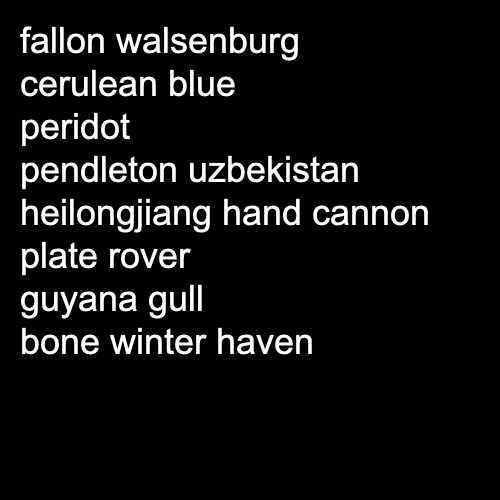 fallon walsenburg
cerulean blue
peridot
pendleton uzbekistan
heilongjiang hand cannon
plate rover
guyana gull
bone winter haven